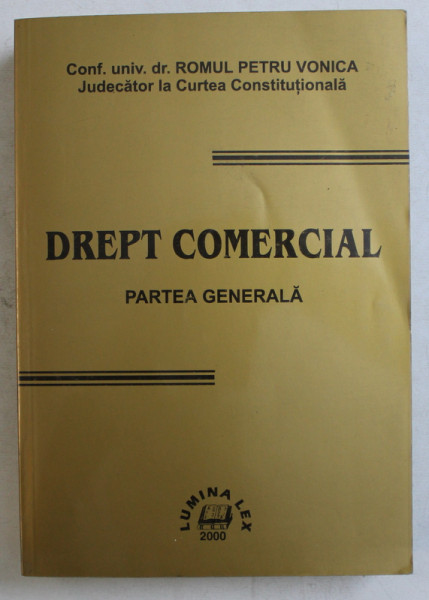 Conf. univ. dr. ROMUL PETRU VONICA
Judecător la Curtea Constituțională
DREPT COMERCIAL
PARTEA GENERALĂ
LUMINA LEX
2000